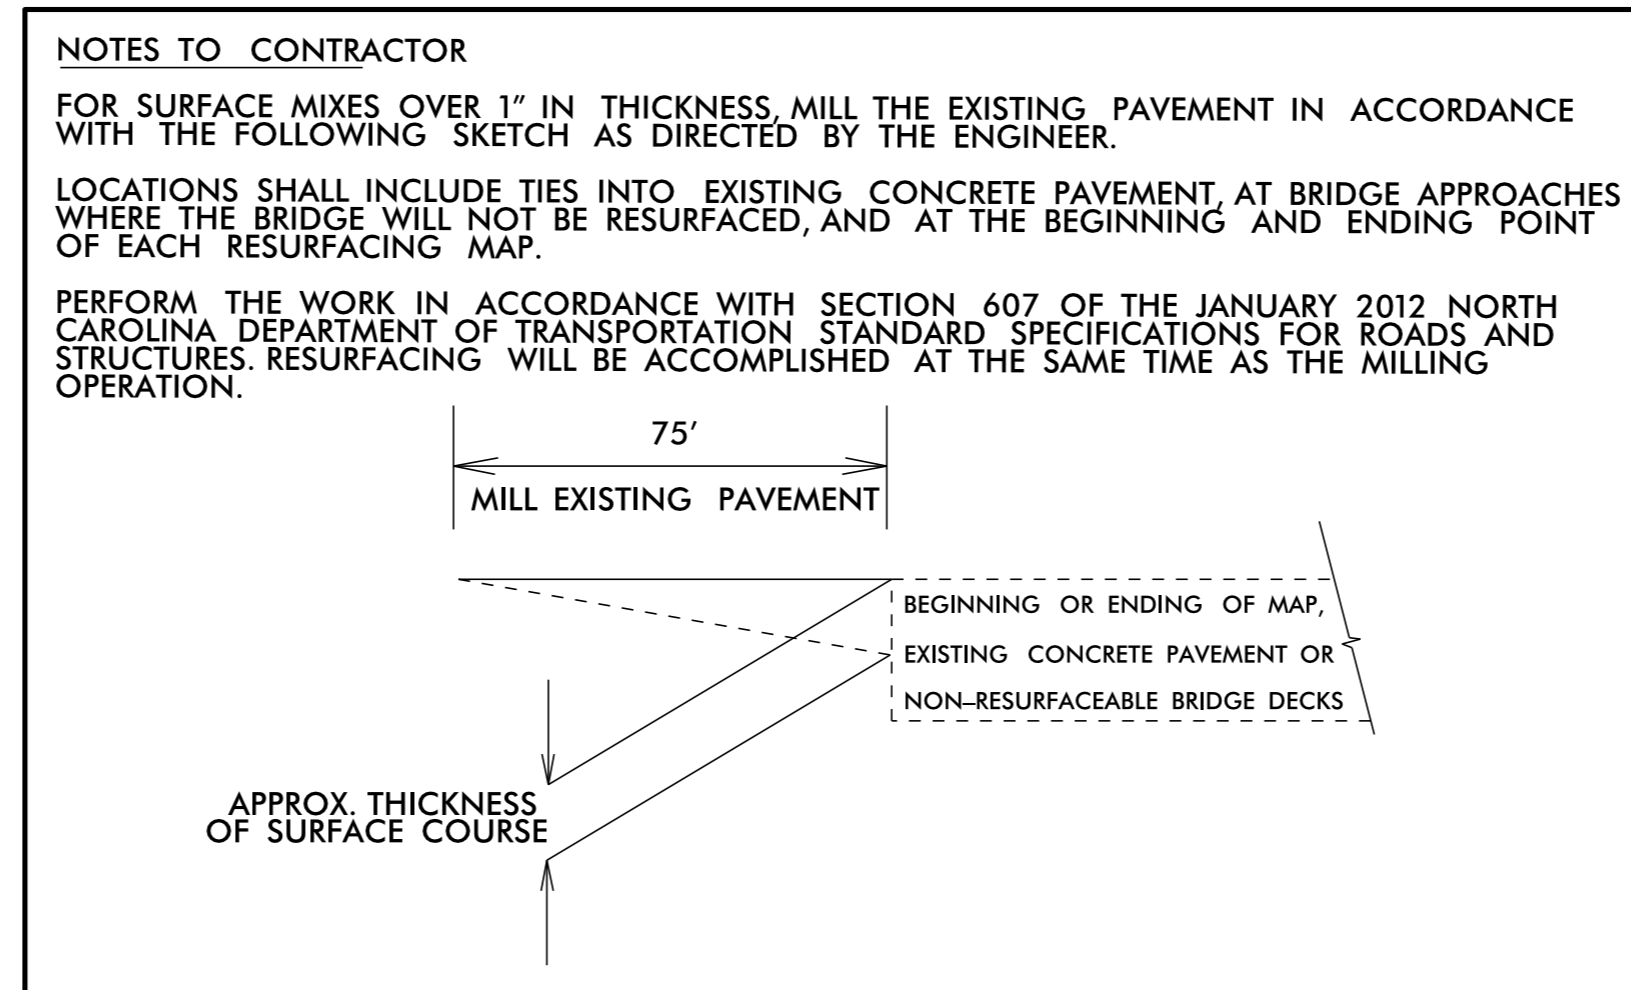 NOTES TO CONTRACTOR
FOR SURFACE MIXES OVER 1" IN THICKNESS, MILL THE EXISTING PAVEMENT IN ACCORDANCE
WITH THE FOLLOWING SKETCH AS DIRECTED BY THE ENGINEER.
LOCATIONS SHALL INCLUDE TIES INTO EXISTING CONCRETE PAVEMENT, AT BRIDGE APPROACHES
WHERE THE BRIDGE WILL NOT BE RESURFACED, AND AT THE BEGINNING AND ENDING POINT
OF EACH RESURFACING MAP.
PERFORM THE WORK IN ACCORDANCE WITH SECTION 607 OF THE JANUARY 2012 NORTH
CAROLINA DEPARTMENT OF TRANSPORTATION STANDARD SPECIFICATIONS FOR ROADS AND
STRUCTURES. RESURFACING WILL BE ACCOMPLISHED AT THE SAME TIME AS THE MILLING
OPERATION.
75'
MILL EXISTING PAVEMENT
BEGINNING OR ENDING OF MAP,
EXISTING CONCRETE PAVEMENT OR
NON–RESURFACEABLE BRIDGE DECKS
APPROX. THICKNESS
OF SURFACE COURSE